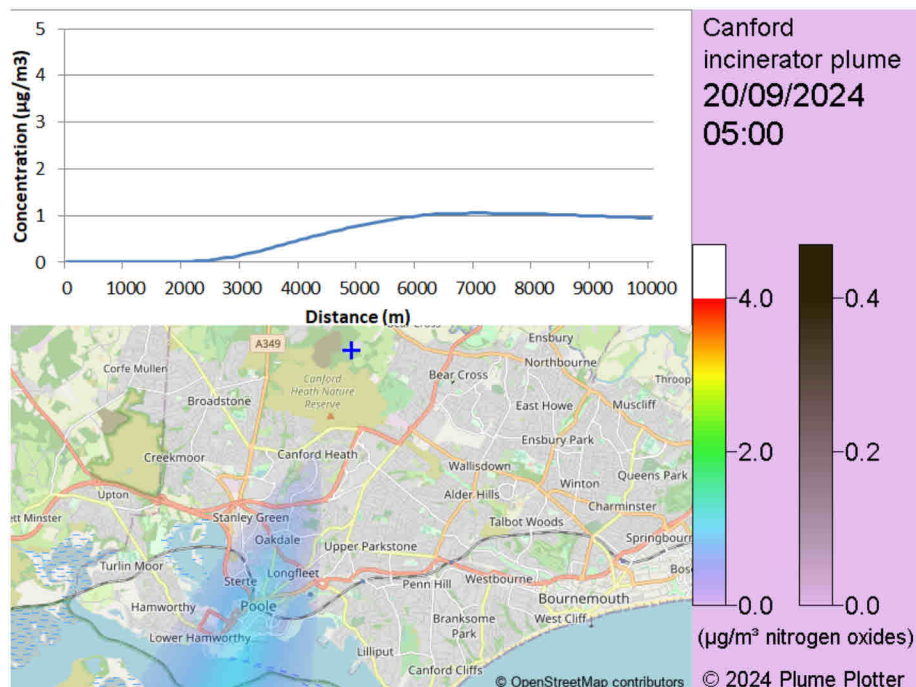 Canford
incinerator plume
20/09/2024
05:00
Concentration (µg/m3)
5
4
3
2
1
0
0 1000 2000 3000 4000 5000 6000 7000 8000 9000 10000
Distance (m)
A349
Corfe Mullen
Canford
Heath Nature
Reserve
Broadstone
Bear Cross
Ensbury
Northbourne
Throop
East Howe
Muscliff
Creekmoor
Canford Heath
Ensbury Park
Wallisdown
Queens Park
Upton
Alder Hills
Winton
Charminster
ett Minster
Stanley Green
Talbot Woods
Oakdale
Upper Parkstone
Springbour
Turlin Moor
Sterte
Longfleet
Penn Hill
Westbourne
Bos
Hamworthy
Poole
Bournemouth
Lower Hamworthy
Branksome
Park
West Cliff
Lilliput
Canford Cliffs
© OpenStreetMap contributors
4.0
2.0
0.0
0.4
0.2
0.0
(µg/m³ nitrogen oxides)
© 2024 Plume Plotter